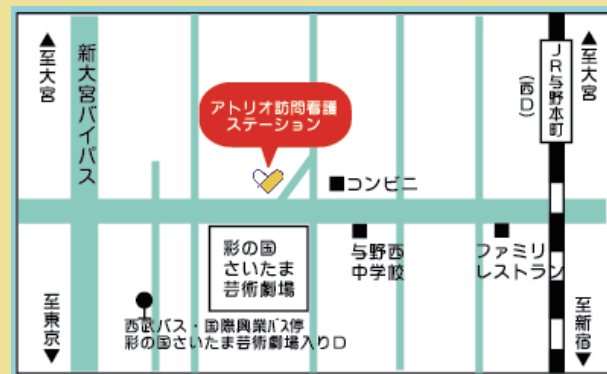 ▲至大宮
新大宮バイパス
アトリオ訪問看護
ステーション
JR与野本町
(西口)
▲至大宮
■コンビニ
彩の国
さいたま
芸術劇場
与野西
中学校
ファミリ
レストラン
至東京▼
西武バス・国際興業バス停
彩の国さいたま芸術劇場入り口
至新宿▼